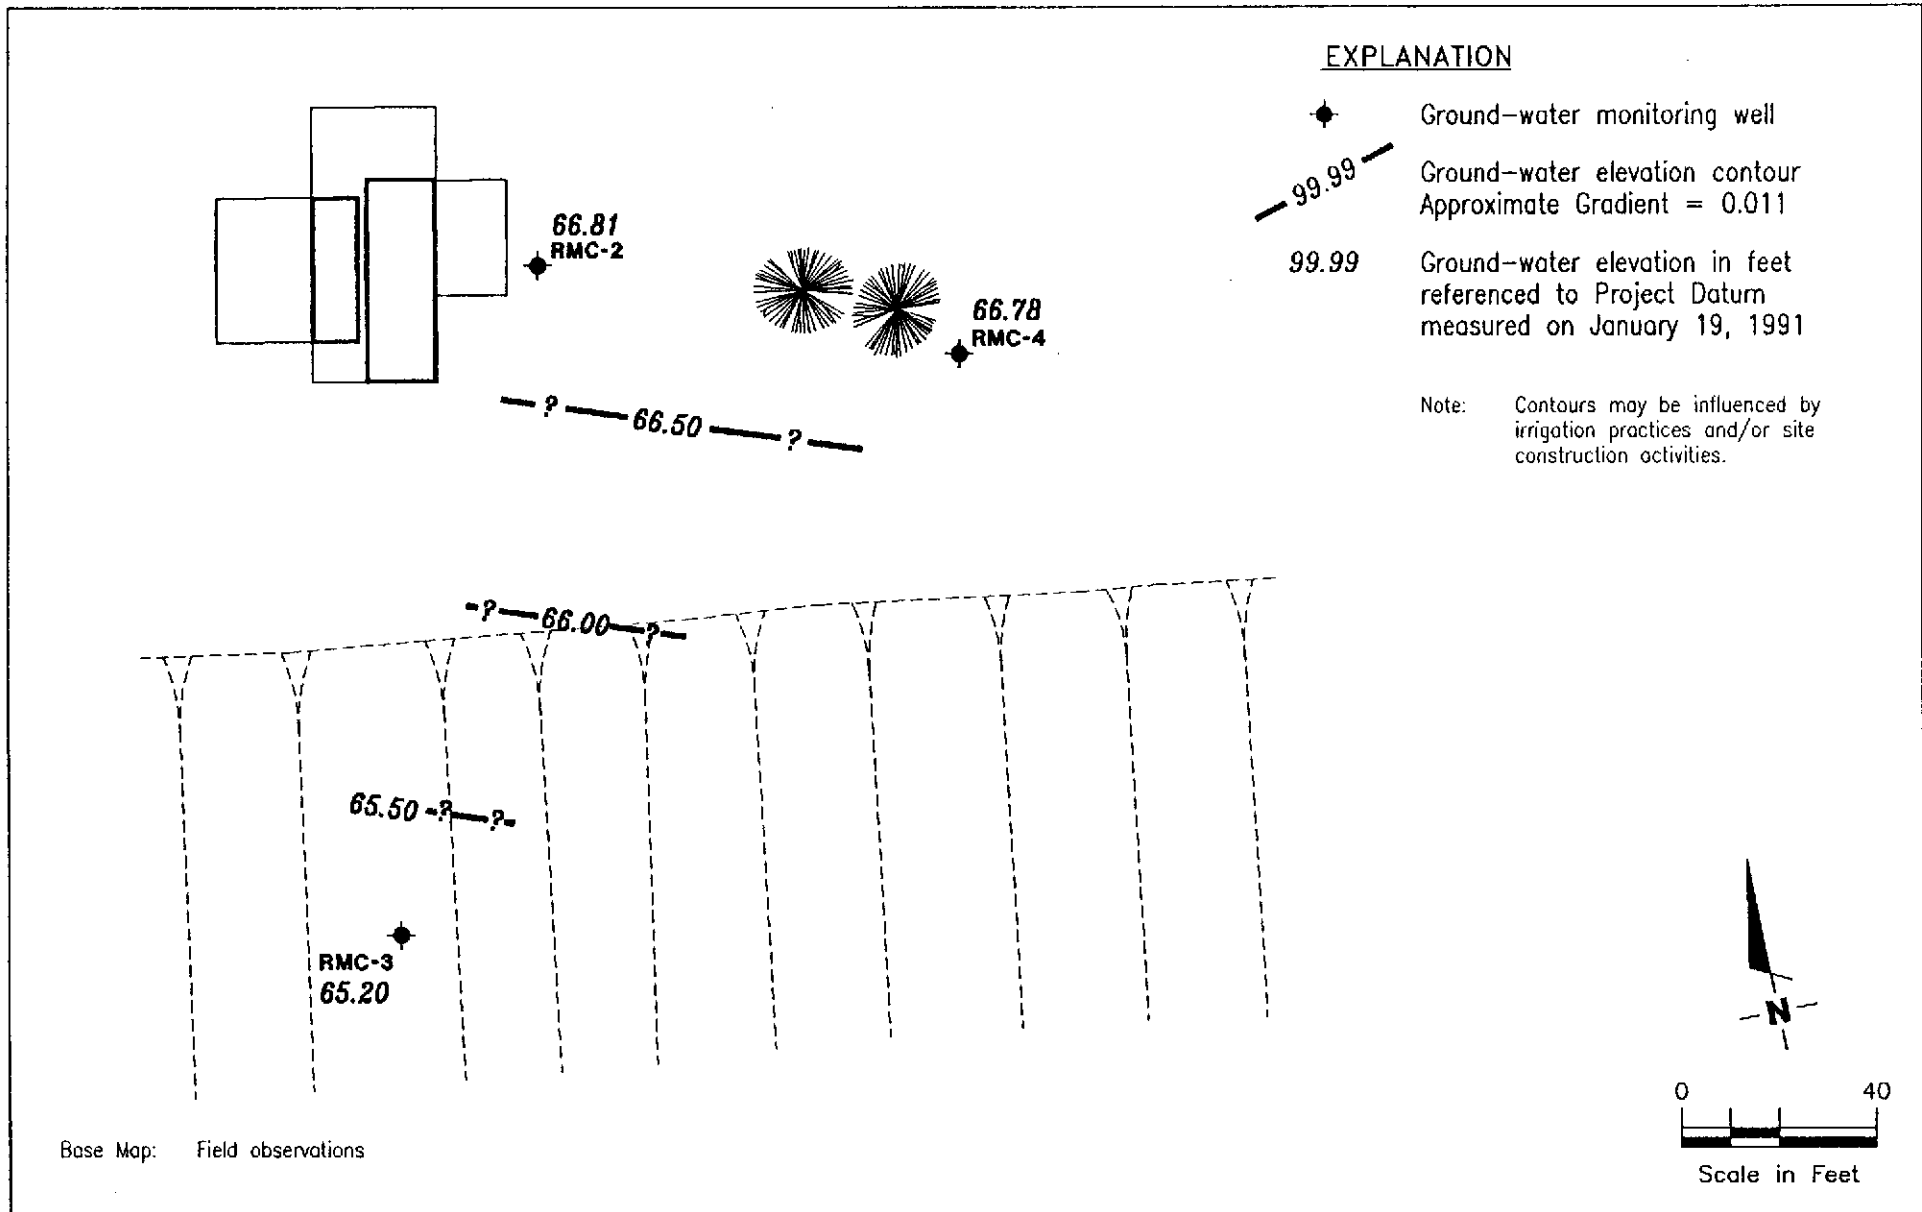 EXPLANATION
Ground-water monitoring well
99.99
Ground-water elevation contour
Approximate Gradient = 0.011
99.99
Ground-water elevation in feet
referenced to Project Datum
measured on January 19, 1991
Note: Contours may be influenced by
irrigation practices and/or site
construction activities.
66.81
RMC-2
66.78
RMC-4
? 66.50 ?
? 66.00 ?
65.50 ? ?
RMC-3
65.20
N
0 40
Scale in Feet
Base Map: Field observations